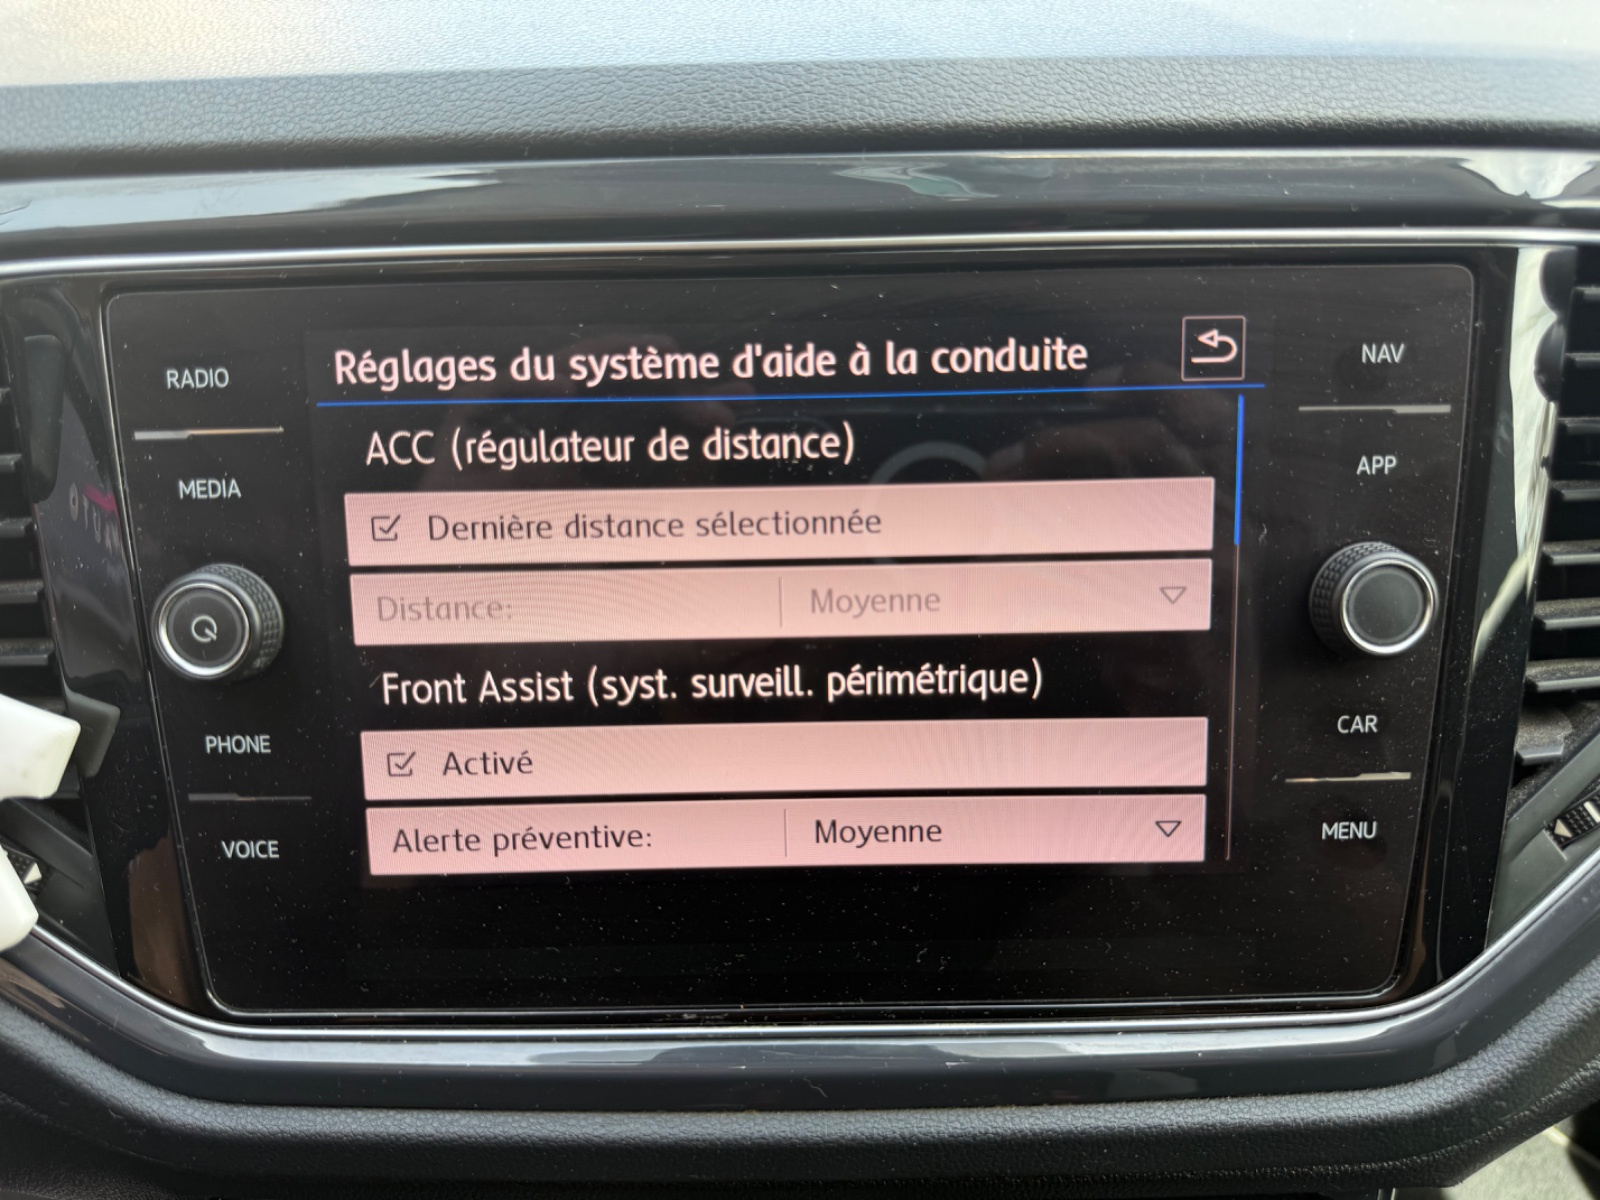 Réglages du système d'aide à la conduite
RADIO
MEDIA
PHONE
VOICE
ACC (régulateur de distance)
Dernière distance sélectionnée
Distance: Moyenne
Front Assist (syst. surveill. périmétrique)
Activé
Alerte préventive: Moyenne
NAV
APP
CAR
MENU